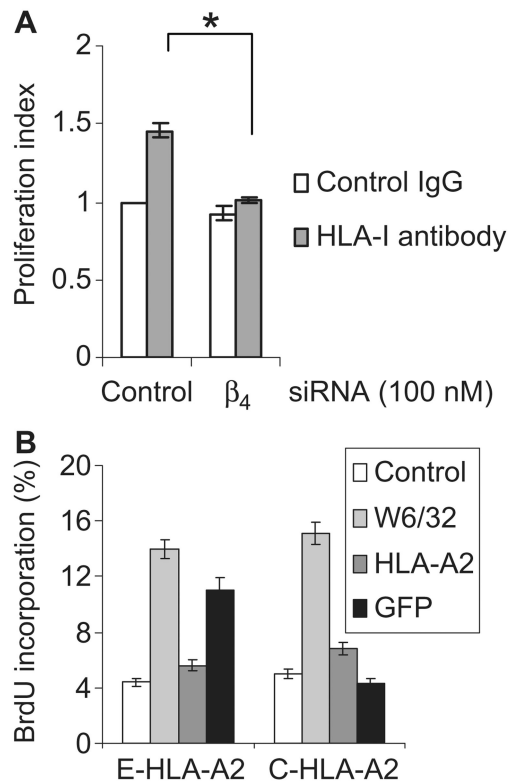 A
*
Proliferation index
2
1.5
1
0.5
0
Control IgG
HLA-I antibody
Control
β4
siRNA (100 nM)
B
BrdU incorporation (%)
20
16
12
8
4
0
Control
W6/32
HLA-A2
GFP
E-HLA-A2
C-HLA-A2